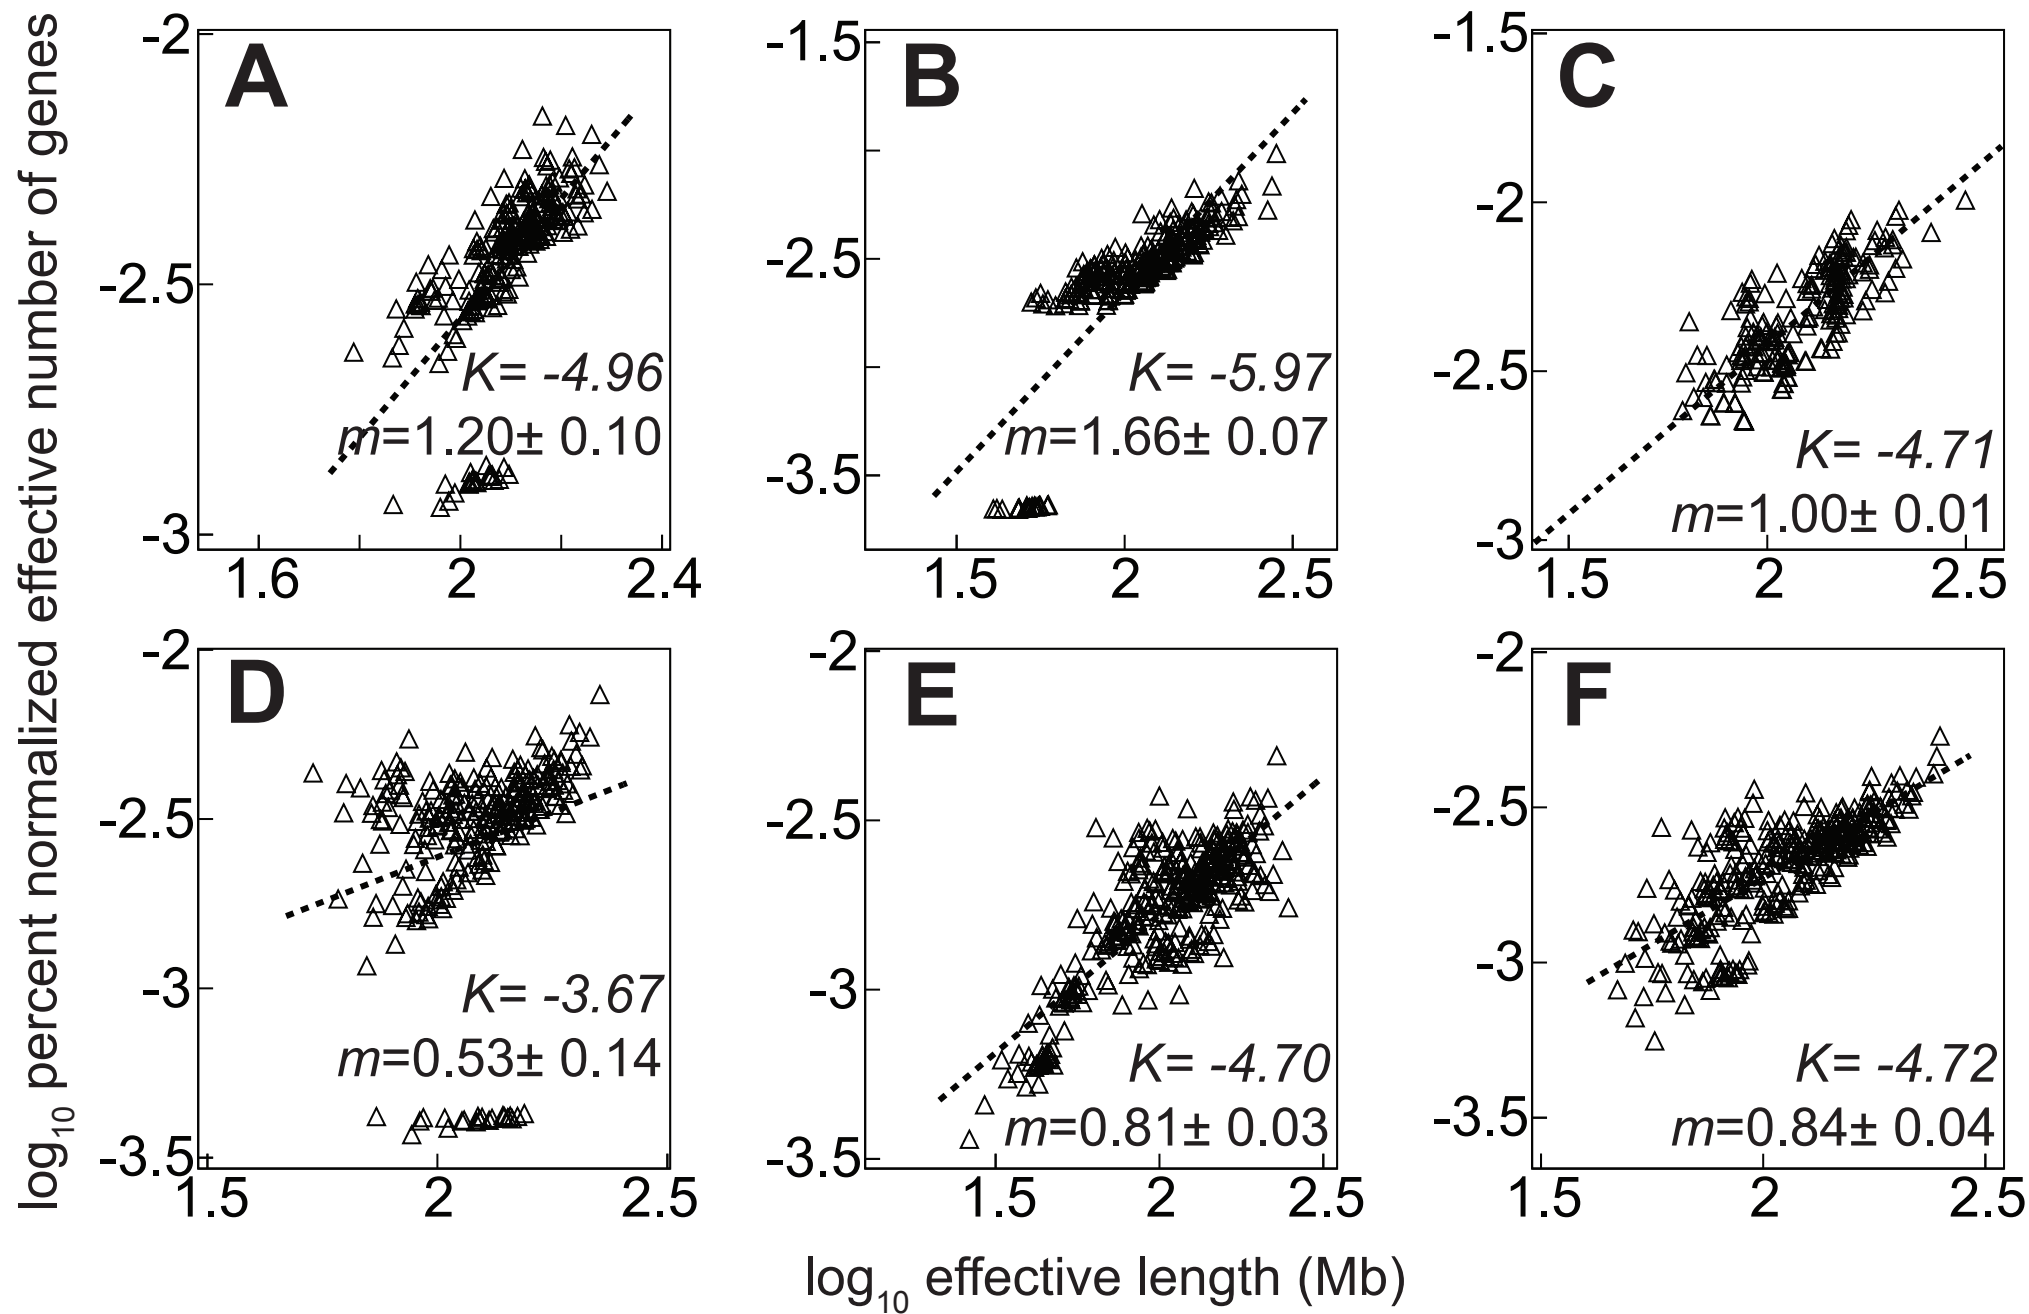 log10 percent normalized effective number of genes
A
-2
-2.5
-3
K= -4.96
m=1.20± 0.10
1.6 2 2.4
B
-1.5
-2.5
-3.5
K= -5.97
m=1.66± 0.07
1.5 2 2.5
C
-1.5
-2
-2.5
-3
K= -4.71
m=1.00± 0.01
1.5 2 2.5
D
-2
-2.5
-3
-3.5
K= -3.67
m=0.53± 0.14
1.5 2 2.5
E
-2
-2.5
-3
-3.5
K= -4.70
m=0.81± 0.03
1.5 2 2.5
F
-2
-2.5
-3
-3.5
K= -4.72
m=0.84± 0.04
1.5 2 2.5
log10 effective length (Mb)